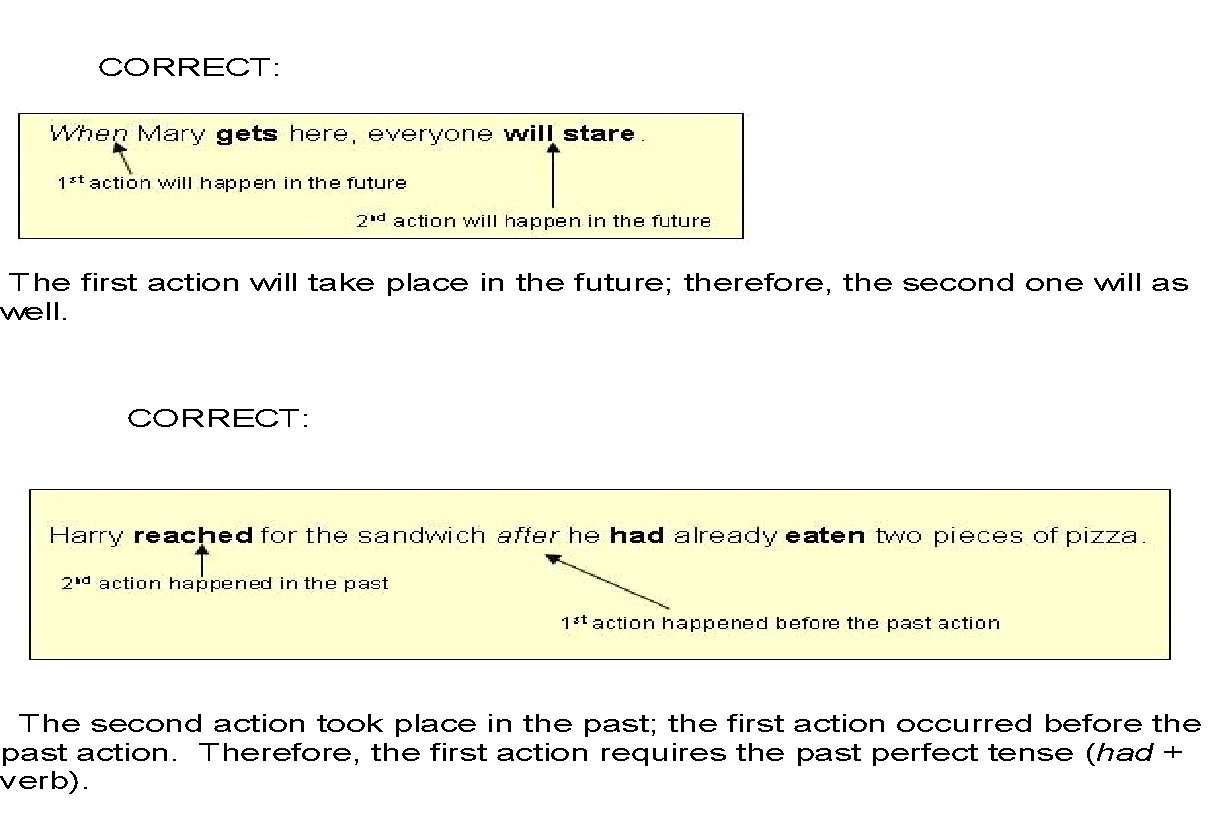 CORRECT:
When Mary gets here, everyone will stare.
1st action will happen in the future
2nd action will happen in the future
The first action will take place in the future; therefore, the second one will as
well.
CORRECT:
Harry reached for the sandwich after he had already eaten two pieces of pizza.
2nd action happened in the past
1st action happened before the past action
The second action took place in the past; the first action occurred before the
past action.  Therefore, the first action requires the past perfect tense (had +
verb).